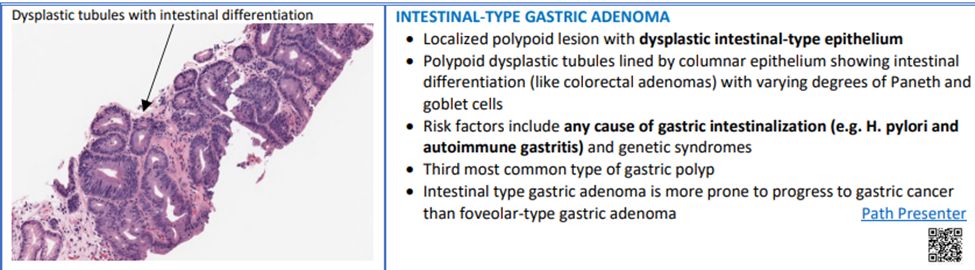 Dysplastic tubules with intestinal differentiation
INTESTINAL-TYPE GASTRIC ADENOMA
• Localized polypoid lesion with dysplastic intestinal-type epithelium
• Polypoid dysplastic tubules lined by columnar epithelium showing intestinal
differentiation (like colorectal adenomas) with varying degrees of Paneth and
goblet cells
• Risk factors include any cause of gastric intestinalization (e.g. H. pylori and
autoimmune gastritis) and genetic syndromes
• Third most common type of gastric polyp
• Intestinal type gastric adenoma is more prone to progress to gastric cancer
than foveolar-type gastric adenoma
Path Presenter